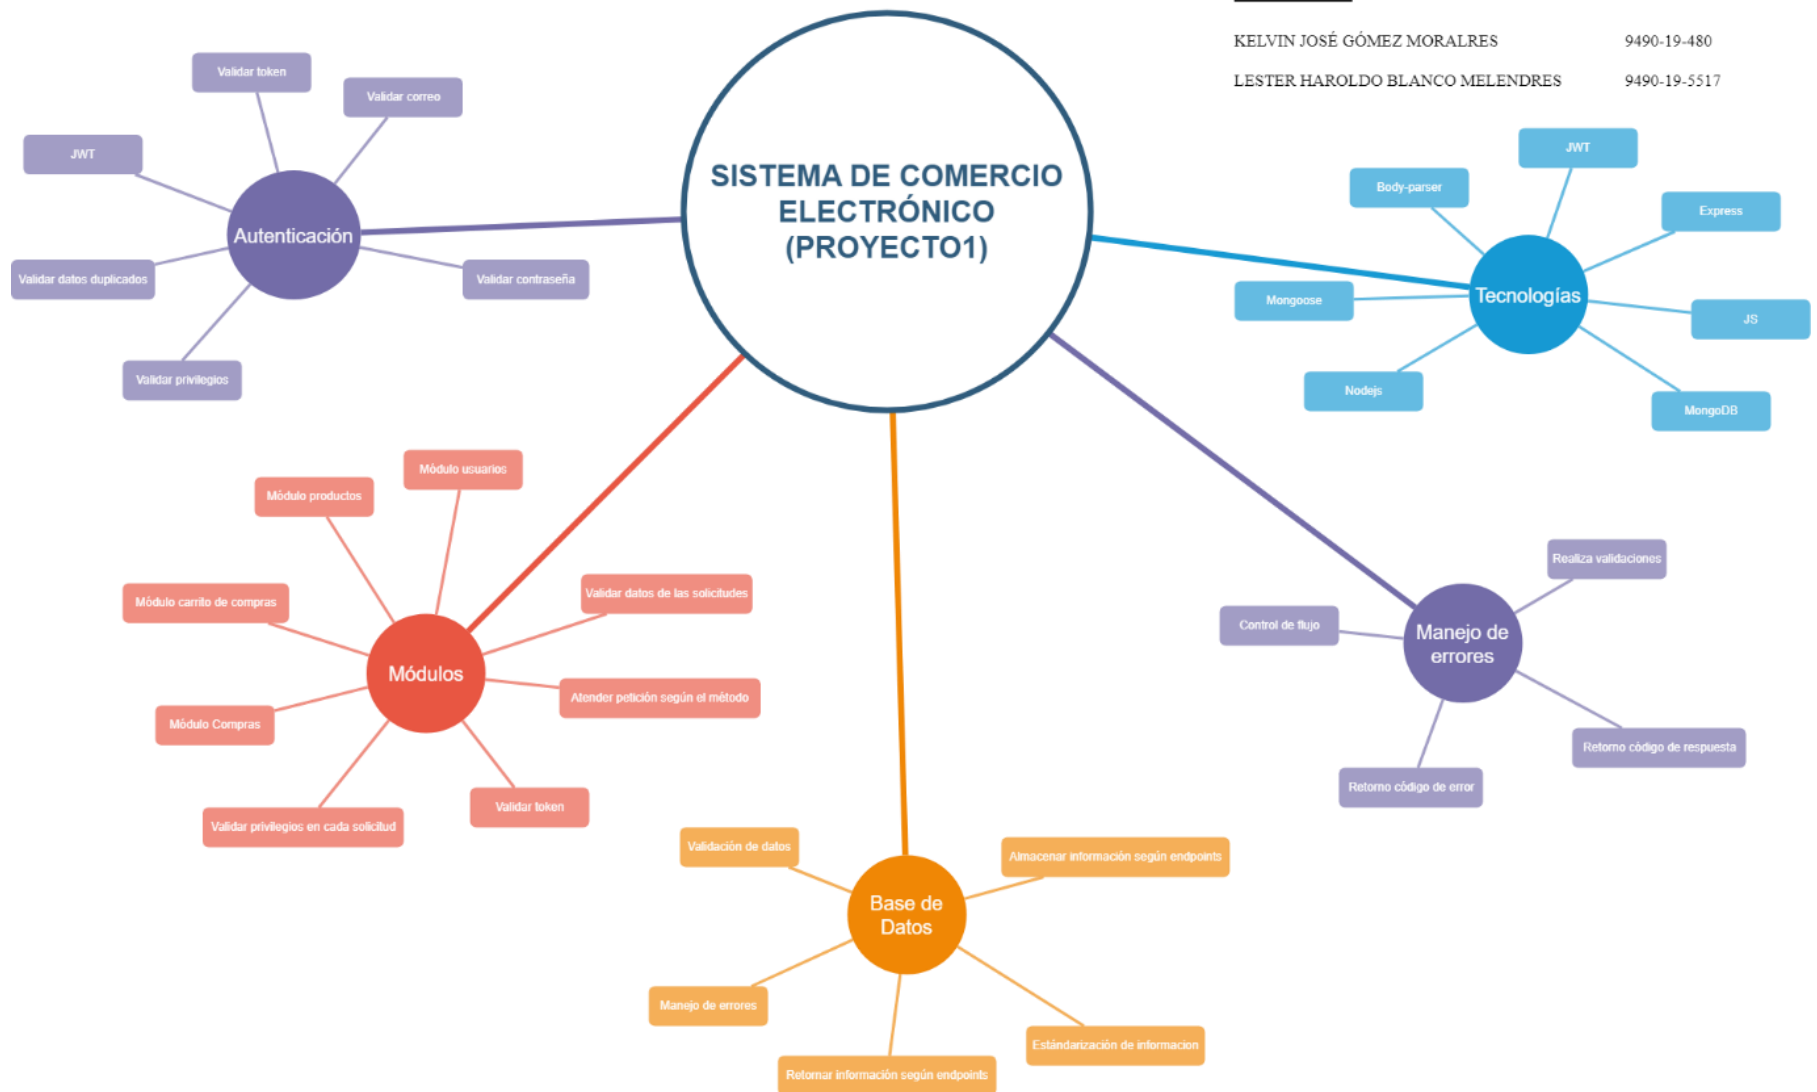 KELVIN JOSÉ GÓMEZ MORALRES 9490-19-480
LESTER HAROLDO BLANCO MELENDRES 9490-19-5517
SISTEMA DE COMERCIO
ELECTRÓNICO
(PROYECTO1)
Autenticación
Validar token
Validar correo
JWT
Validar datos duplicados
Validar contraseña
Validar privilegios
Tecnologías
JWT
Body-parser
Express
Mongoose
JS
Nodejs
MongoDB
Módulos
Módulo usuarios
Módulo productos
Validar datos de las solicitudes
Módulo carrito de compras
Atender petición según el método
Módulo Compras
Validar token
Validar privilegios en cada solicitud
Manejo de
errores
Realiza validaciones
Control de flujo
Retorno código de respuesta
Retorno código de error
Base de
Datos
Validación de datos
Almacenar información según endpoints
Manejo de errores
Estándarización de informacion
Retornar información según endpoints